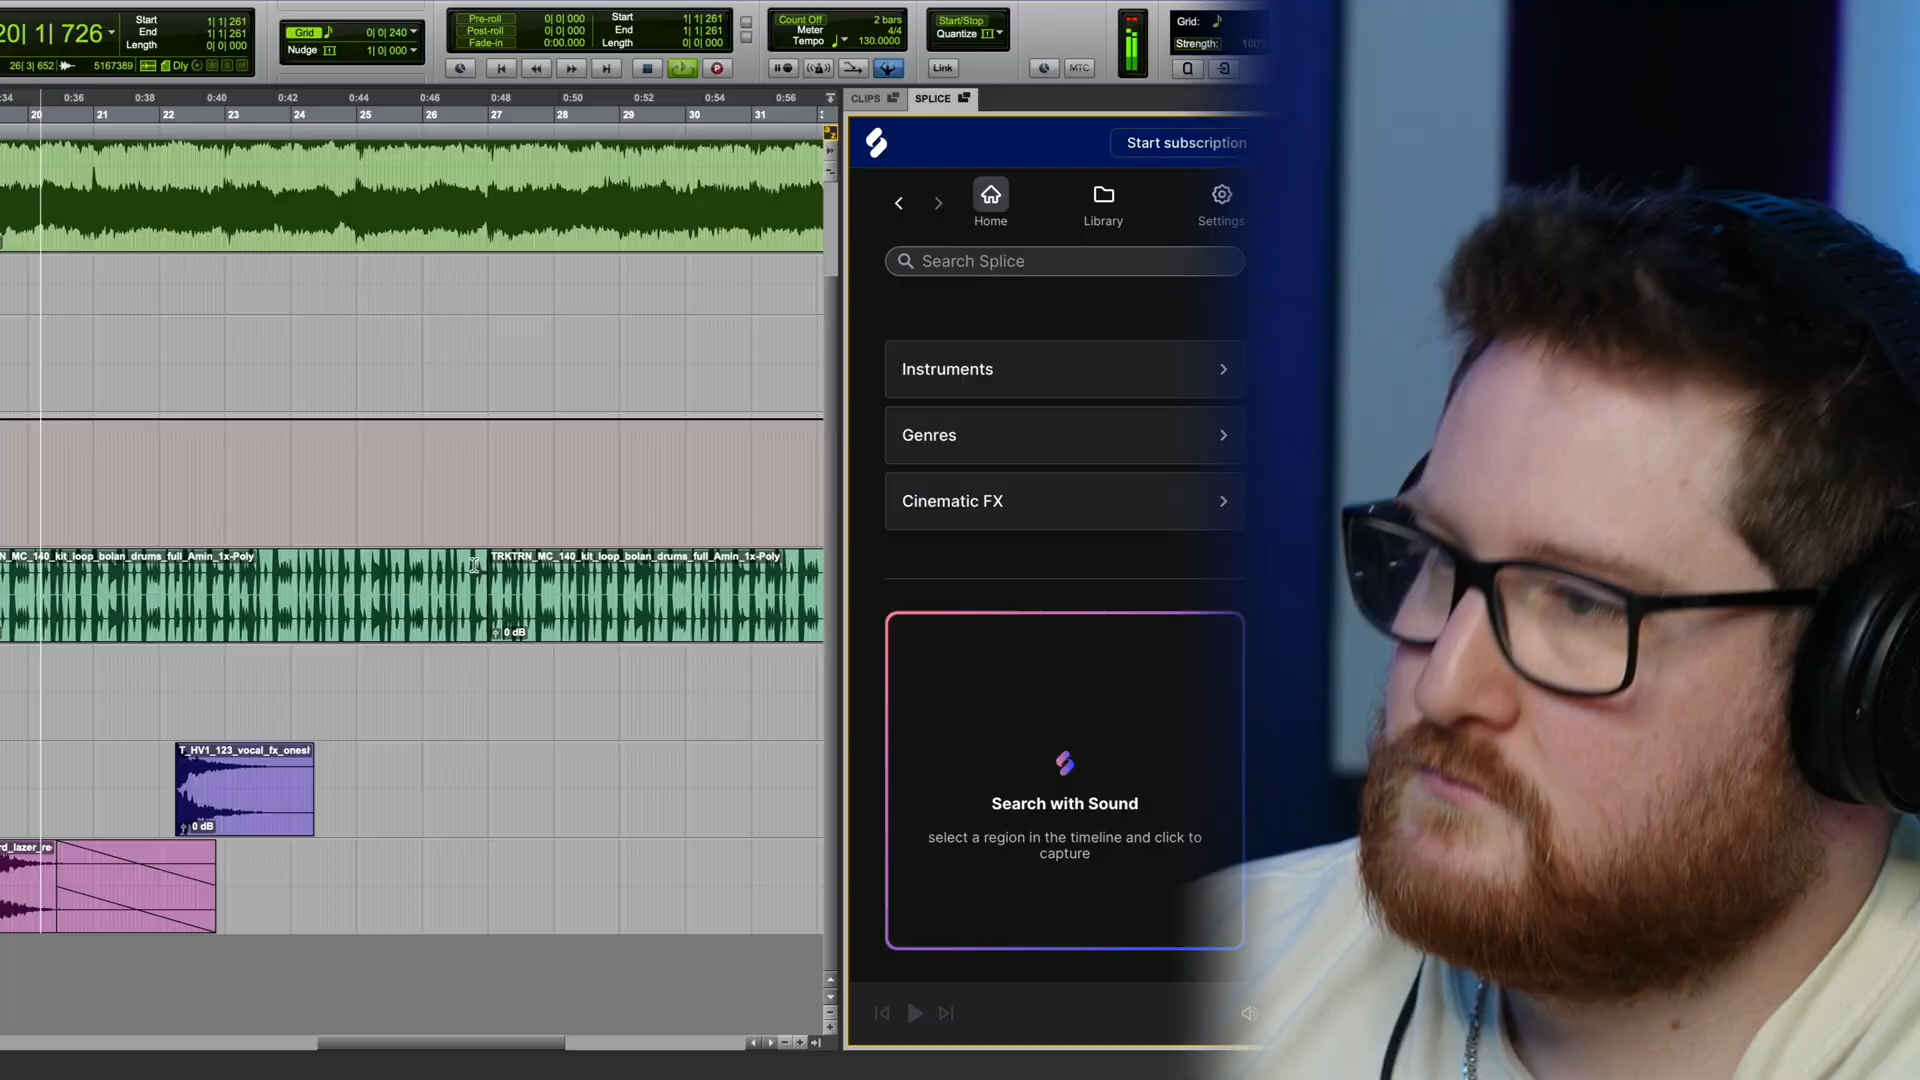 20| 1| 726
Start 1| 1| 261
End 1| 1| 261
Length 0| 0| 000
26| 3| 652
5167389
Dly
Grid 0| 0| 240
Nudge 1| 0| 000
Pre-roll 0| 0| 000
Post-roll 0| 0| 000
Fade-in 0:00.000
Start 1| 1| 261
End 1| 1| 261
Length 0| 0| 000
Count Off 2 bars
Meter 4/4
Tempo 130.0000
Start/Stop
Quantize
Grid:
Strength:
Link
MTC
:34 0:36 0:38 0:40 0:42 0:44 0:46 0:48 0:50 0:52 0:54 0:56
20 21 22 23 24 25 26 27 28 29 30 31
CLIPS
SPLICE
Start subscription
Home
Library
Settings
Search Splice
Instruments
Genres
Cinematic FX
N_MC_140_kit_loop_bolan_drums_full_Amin_1x-Poly
TRKTRN_MC_140_kit_loop_bolan_drums_full_Amin_1x-Poly
0 dB
T_HV1_123_vocal_fx_onesh
0 dB
rd_lazer_re
Search with Sound
select a region in the timeline and click to
capture